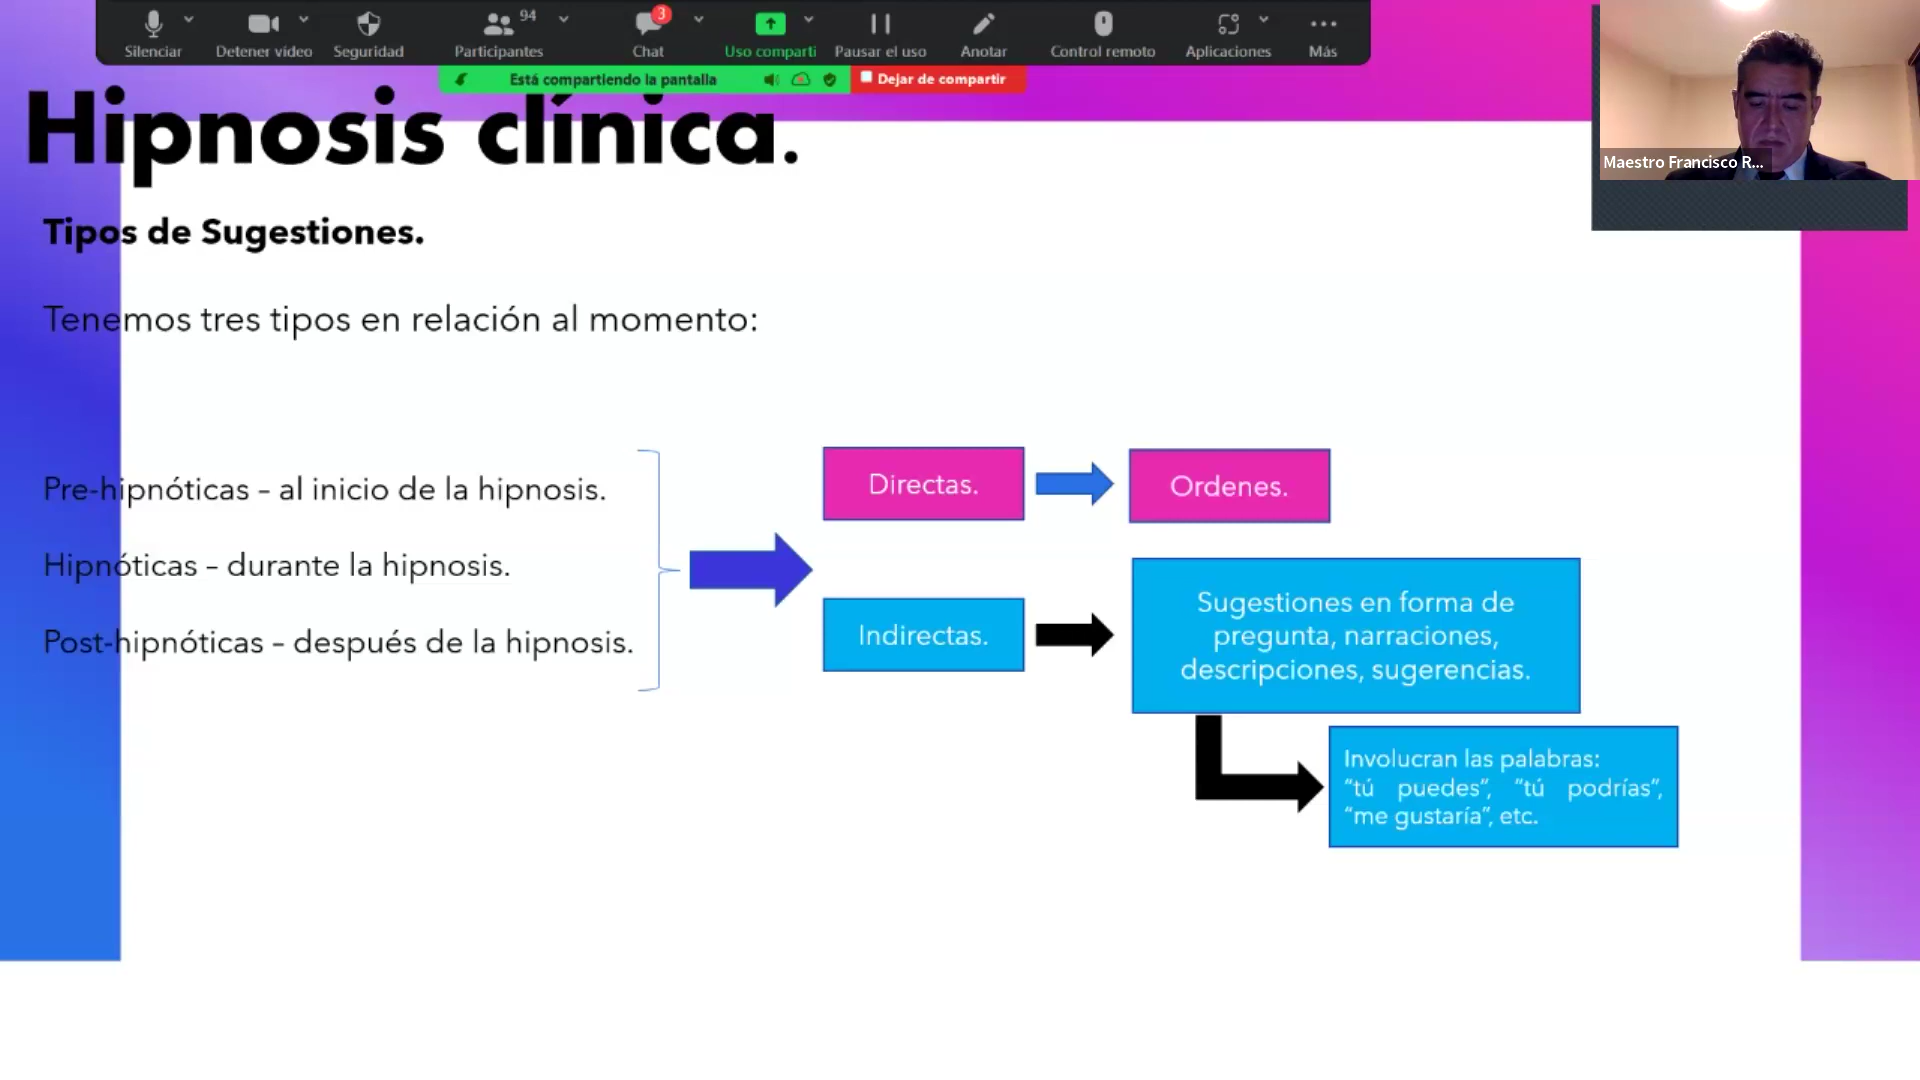 94
3
Silenciar
Detener vídeo
Seguridad
Participantes
Chat
Uso comparti
Pausar el uso
Anotar
Control remoto
Aplicaciones
Más
Está compartiendo la pantalla
Dejar de compartir
Maestro Francisco R...
Hipnosis clínica.
Tipos de Sugestiones.
Tenemos tres tipos en relación al momento:
Pre-hipnóticas – al inicio de la hipnosis.
Hipnóticas – durante la hipnosis.
Post-hipnóticas – después de la hipnosis.
Directas.
Ordenes.
Indirectas.
Sugestiones en forma de
pregunta, narraciones,
descripciones, sugerencias.
Involucran las palabras:
“tú puedes“, “tú podrías“,
“me gustaría“, etc.